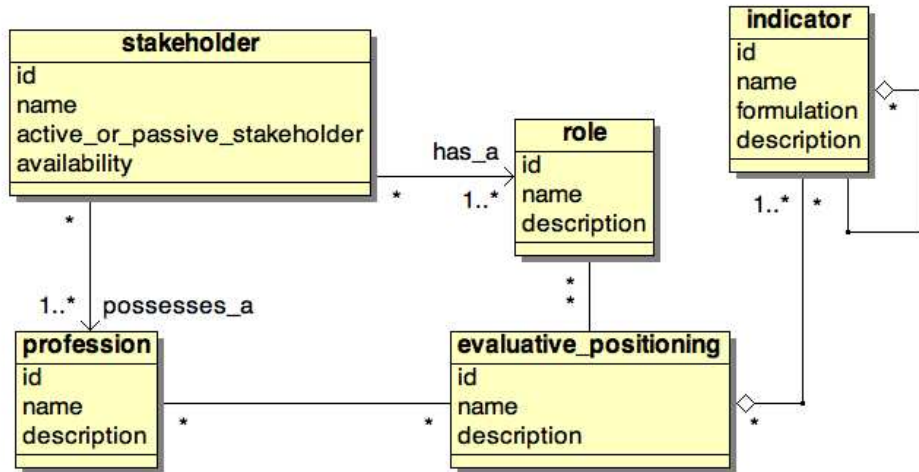 stakeholder
id
name
active_or_passive_stakeholder
availability
indicator
id
name
formulation
description
*
1..*
*
has_a
*
1..*
role
id
name
description
*
*
*
1..*
possesses_a
profession
id
name
description
*
*
evaluative_positioning
id
name
description
*